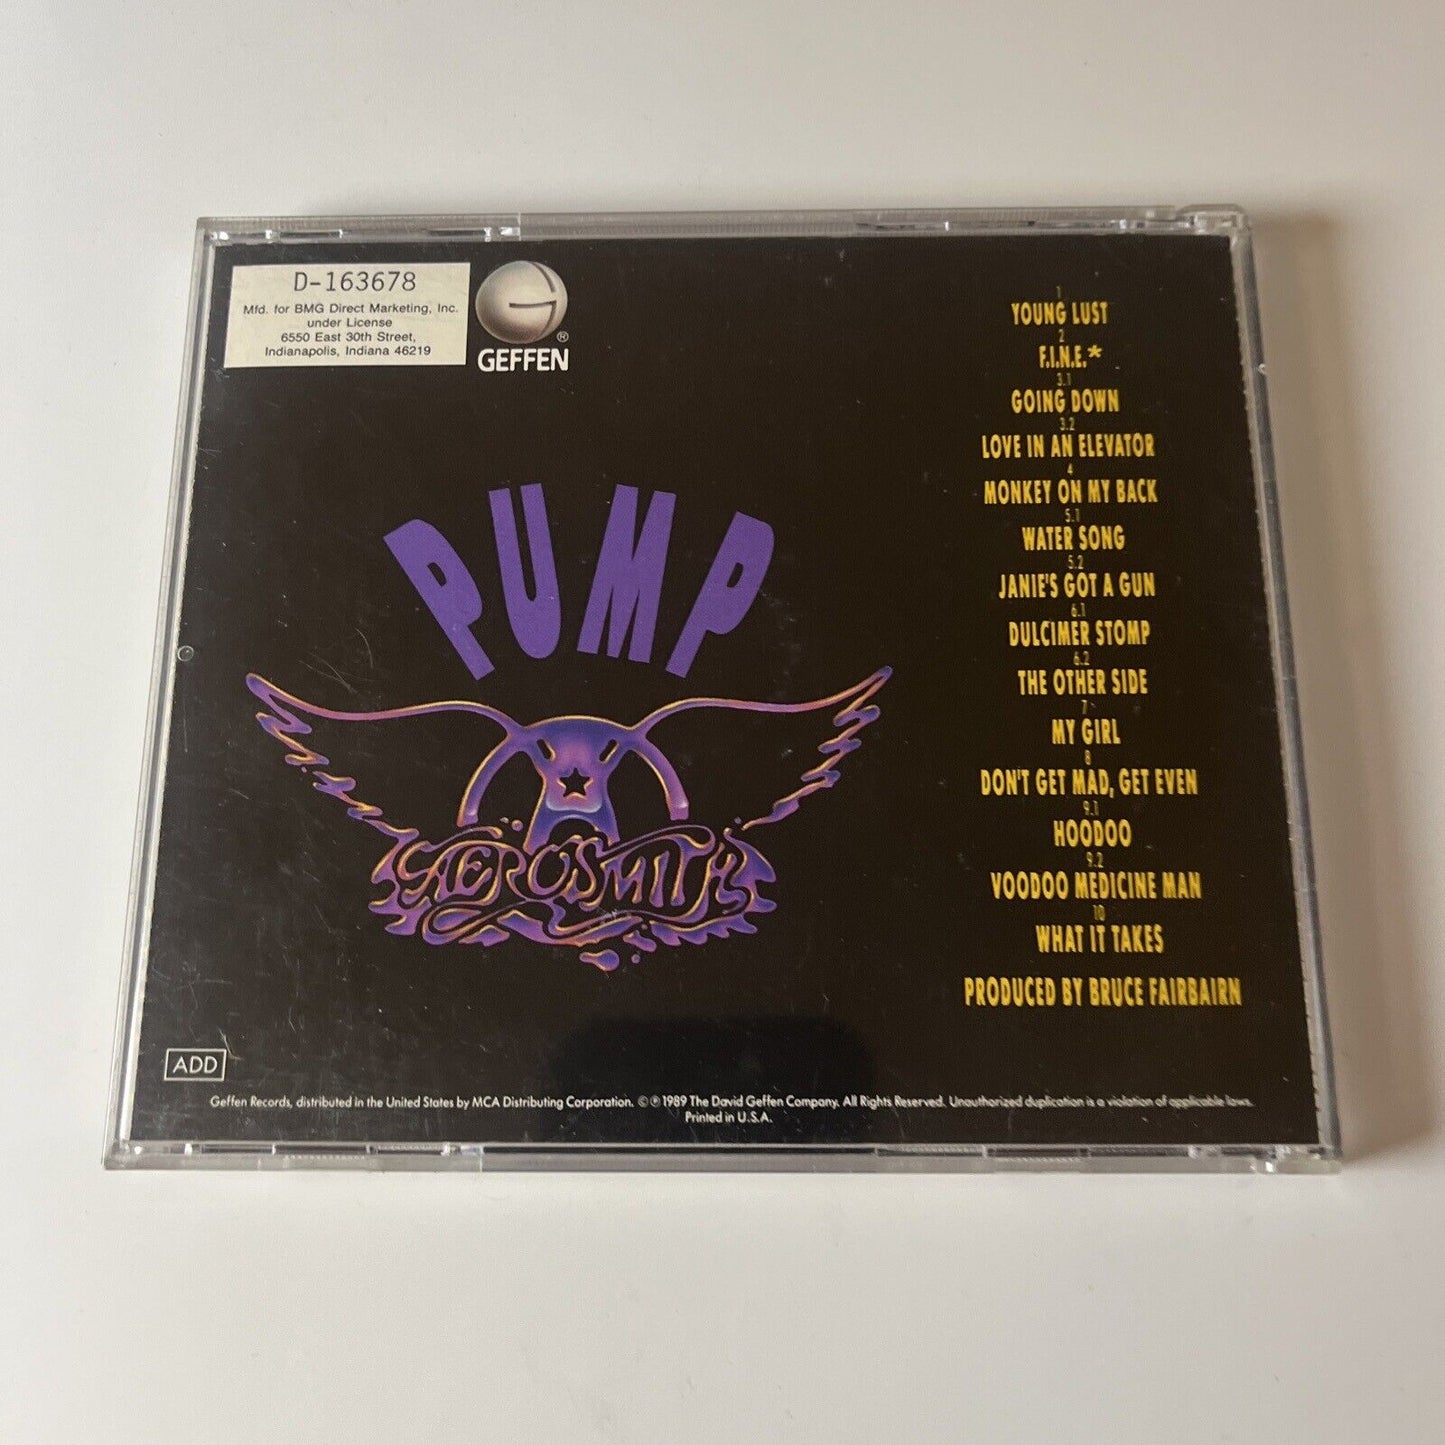 D-163678
Mfd. for BMG Direct Marketing, Inc.
under License
6550 East 30th Street,
Indianapolis, Indiana 46219
G
®
GEFFEN
PUMP
AEROSMITH
1
YOUNG LUST
2
F.I.N.E.*
3.1
GOING DOWN
3.2
LOVE IN AN ELEVATOR
4
MONKEY ON MY BACK
5.1
WATER SONG
5.2
JANIE'S GOT A GUN
6.1
DULCIMER STOMP
6.2
THE OTHER SIDE
7
MY GIRL
8
DON'T GET MAD, GET EVEN
9.1
HOODOO
9.2
VOODOO MEDICINE MAN
10
WHAT IT TAKES
PRODUCED BY BRUCE FAIRBAIRN
ADD
Geffen Records, distributed in the United States by MCA Distributing Corporation. ©℗ 1989 The David Geffen Company. All Rights Reserved. Unauthorized duplication is a violation of applicable laws.
Printed in U.S.A.